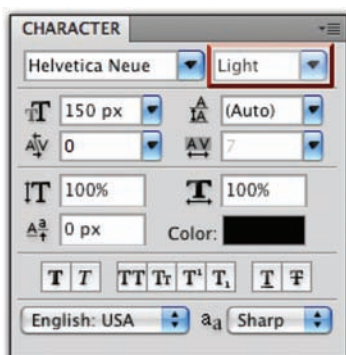 CHARACTER
Helvetica Neue Light
150 px (Auto)
0 7
100% 100%
0 px Color:
T T TT Tr T¹ T₁ T T
English: USA aa Sharp